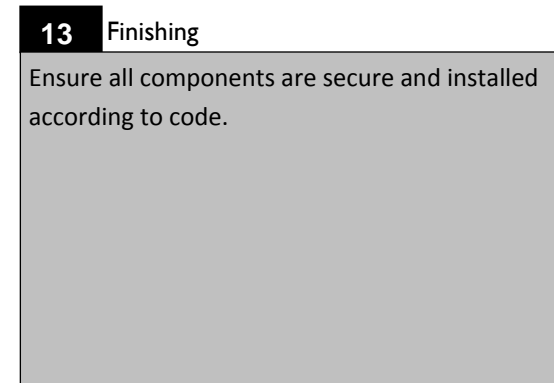 13 Finishing
Ensure all components are secure and installed
according to code.